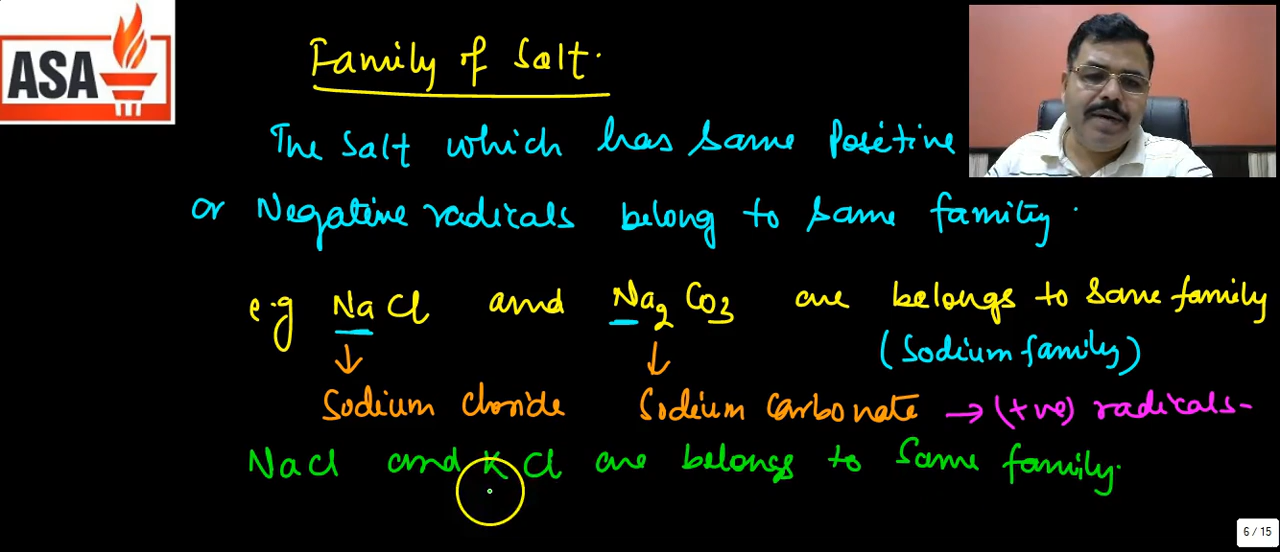 ASA
Family of Salt.
The Salt which has same Positive
or Negative radicals belong to same family.
e.g NaCl and Na2CO3 are belongs to same family
(Sodium family)
Sodium chloride Sodium carbonate → (+ve) radicals-
NaCl and KCl are belongs to same family.
6 / 15